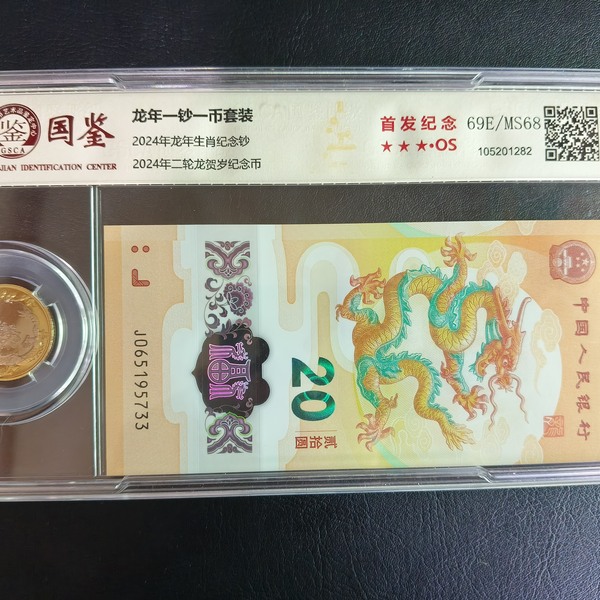 国鉴
GSCA
JIAN IDENTIFICATION CENTER
龙年一钞一币套装
2024年龙年生肖纪念钞
2024年二轮龙贺岁纪念币
首发纪念 69E/MS68
★★★·OS
105201282
J065195733
福
20
贰拾圆
中国人民银行